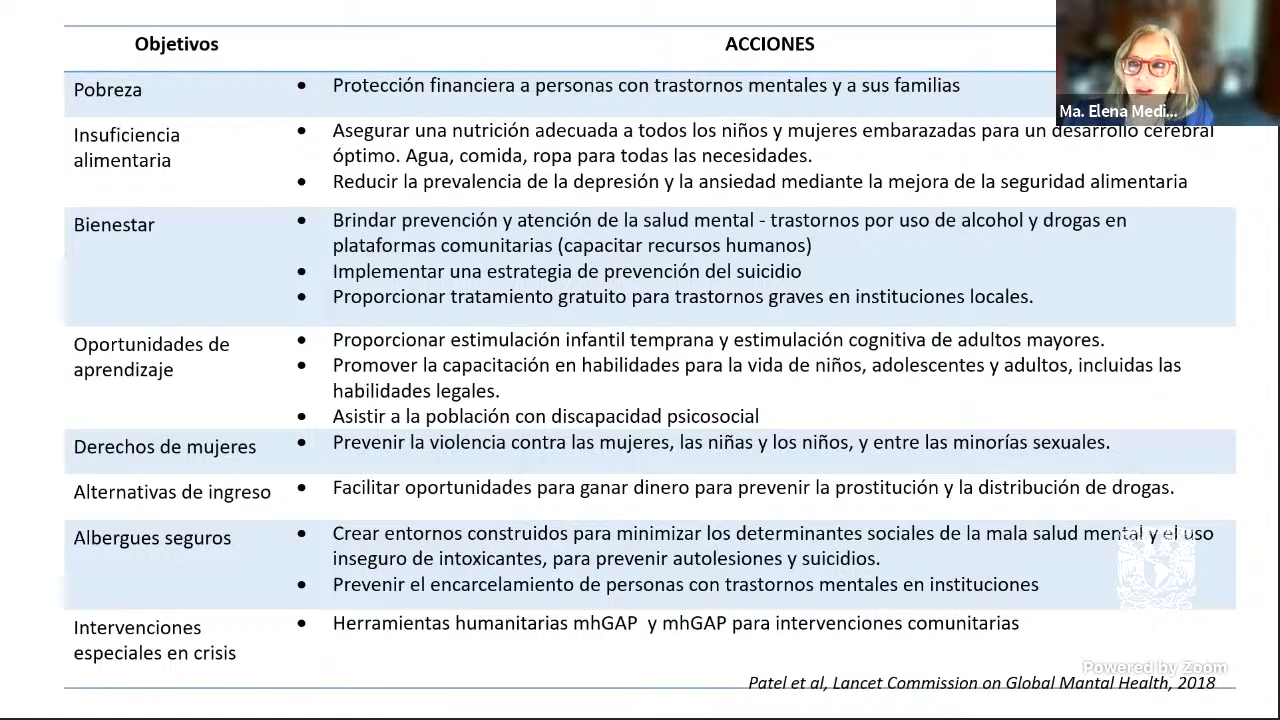 Objetivos
ACCIONES
Ma. Elena Medi...
Pobreza
• Protección financiera a personas con trastornos mentales y a sus familias
Insuficiencia
alimentaria
• Asegurar una nutrición adecuada a todos los niños y mujeres embarazadas para un desarrollo cerebral
óptimo. Agua, comida, ropa para todas las necesidades.
• Reducir la prevalencia de la depresión y la ansiedad mediante la mejora de la seguridad alimentaria
Bienestar
• Brindar prevención y atención de la salud mental - trastornos por uso de alcohol y drogas en
plataformas comunitarias (capacitar recursos humanos)
• Implementar una estrategia de prevención del suicidio
• Proporcionar tratamiento gratuito para trastornos graves en instituciones locales.
Oportunidades de
aprendizaje
• Proporcionar estimulación infantil temprana y estimulación cognitiva de adultos mayores.
• Promover la capacitación en habilidades para la vida de niños, adolescentes y adultos, incluidas las
habilidades legales.
• Asistir a la población con discapacidad psicosocial
Derechos de mujeres
• Prevenir la violencia contra las mujeres, las niñas y los niños, y entre las minorías sexuales.
Alternativas de ingreso
• Facilitar oportunidades para ganar dinero para prevenir la prostitución y la distribución de drogas.
Albergues seguros
• Crear entornos construidos para minimizar los determinantes sociales de la mala salud mental y el uso
inseguro de intoxicantes, para prevenir autolesiones y suicidios.
• Prevenir el encarcelamiento de personas con trastornos mentales en instituciones
Intervenciones
especiales en crisis
• Herramientas humanitarias mhGAP y mhGAP para intervenciones comunitarias
Powered by Zoom
Patel et al, Lancet Commission on Global Mantal Health, 2018